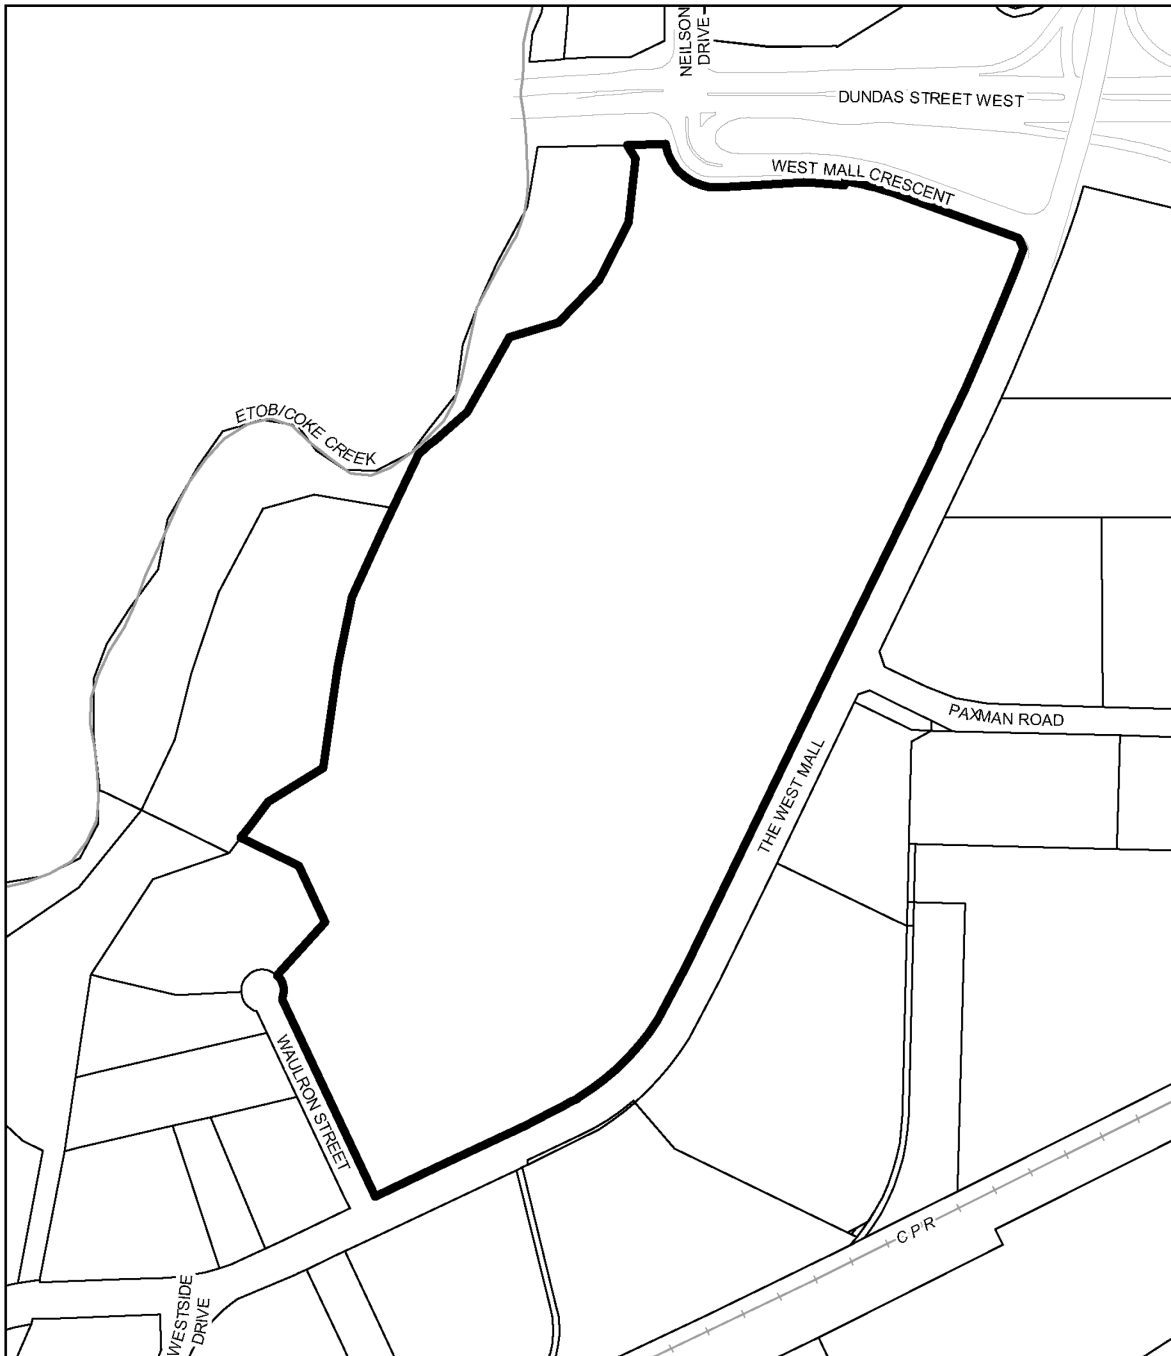 NEILSON
DRIVE
DUNDAS STREET WEST
WEST MALL CRESCENT
ETOBICOKE CREEK
PAXMAN ROAD
THE WEST MALL
WAULRON STREET
CPR
WESTSIDE
DRIVE